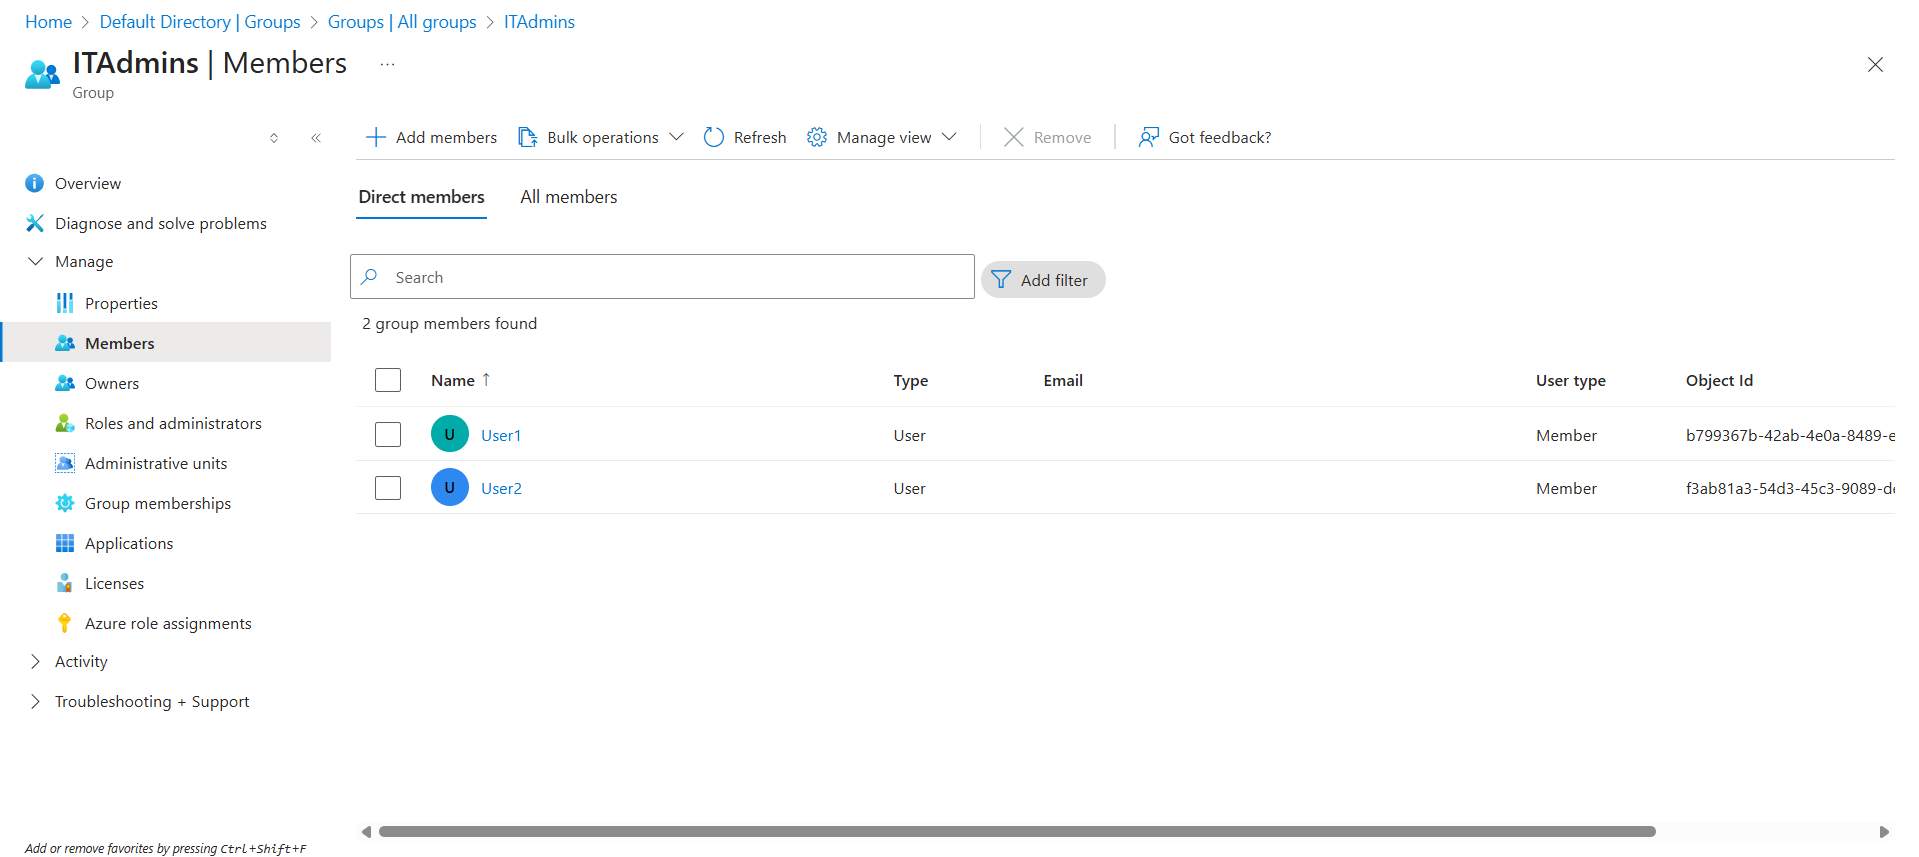 Home > Default Directory | Groups > Groups | All groups > ITAdmins
ITAdmins | Members ...
Group
Add members Bulk operations Refresh Manage view Remove Got feedback?
Overview
Diagnose and solve problems
Manage
Properties
Members
Owners
Roles and administrators
Administrative units
Group memberships
Applications
Licenses
Azure role assignments
Activity
Troubleshooting + Support
Add or remove favorites by pressing Ctrl+Shift+F
Direct members All members
Search Add filter
2 group members found
Name ↑ Type Email User type Object Id
U User1 User Member b799367b-42ab-4e0a-8489-e
U User2 User Member f3ab81a3-54d3-45c3-9089-d